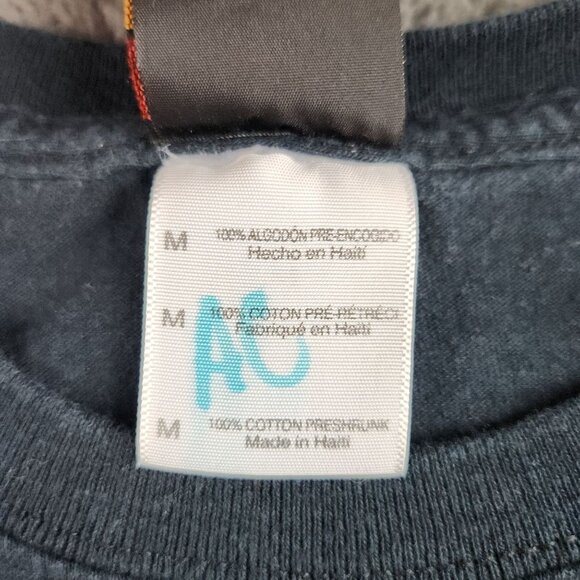 M 100% ALGODÓN PRE-ENCOGIDO
Hecho en Haití
M 100% COTON PRÉ-RÉTRÉCI
Fabriqué en Haiti
AC
M 100% COTTON PRESHRUNK
Made in Haiti